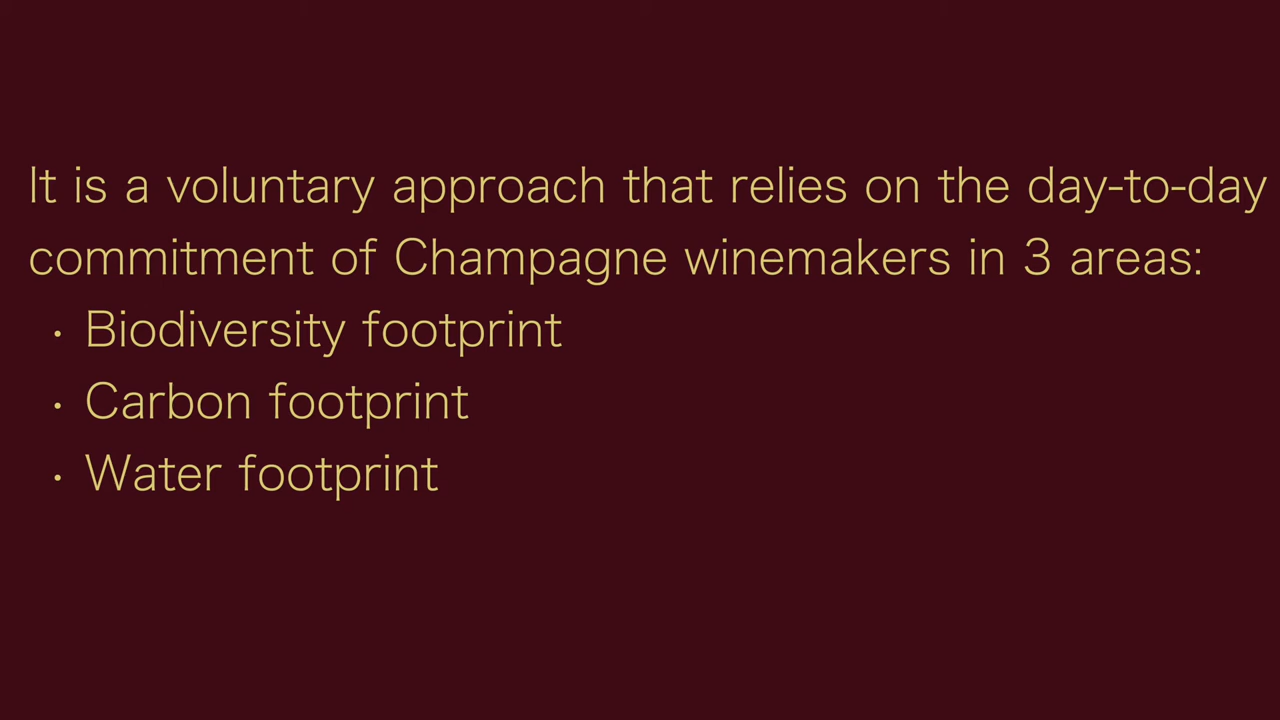 It is a voluntary approach that relies on the day-to-day
commitment of Champagne winemakers in 3 areas:
• Biodiversity footprint
• Carbon footprint
• Water footprint